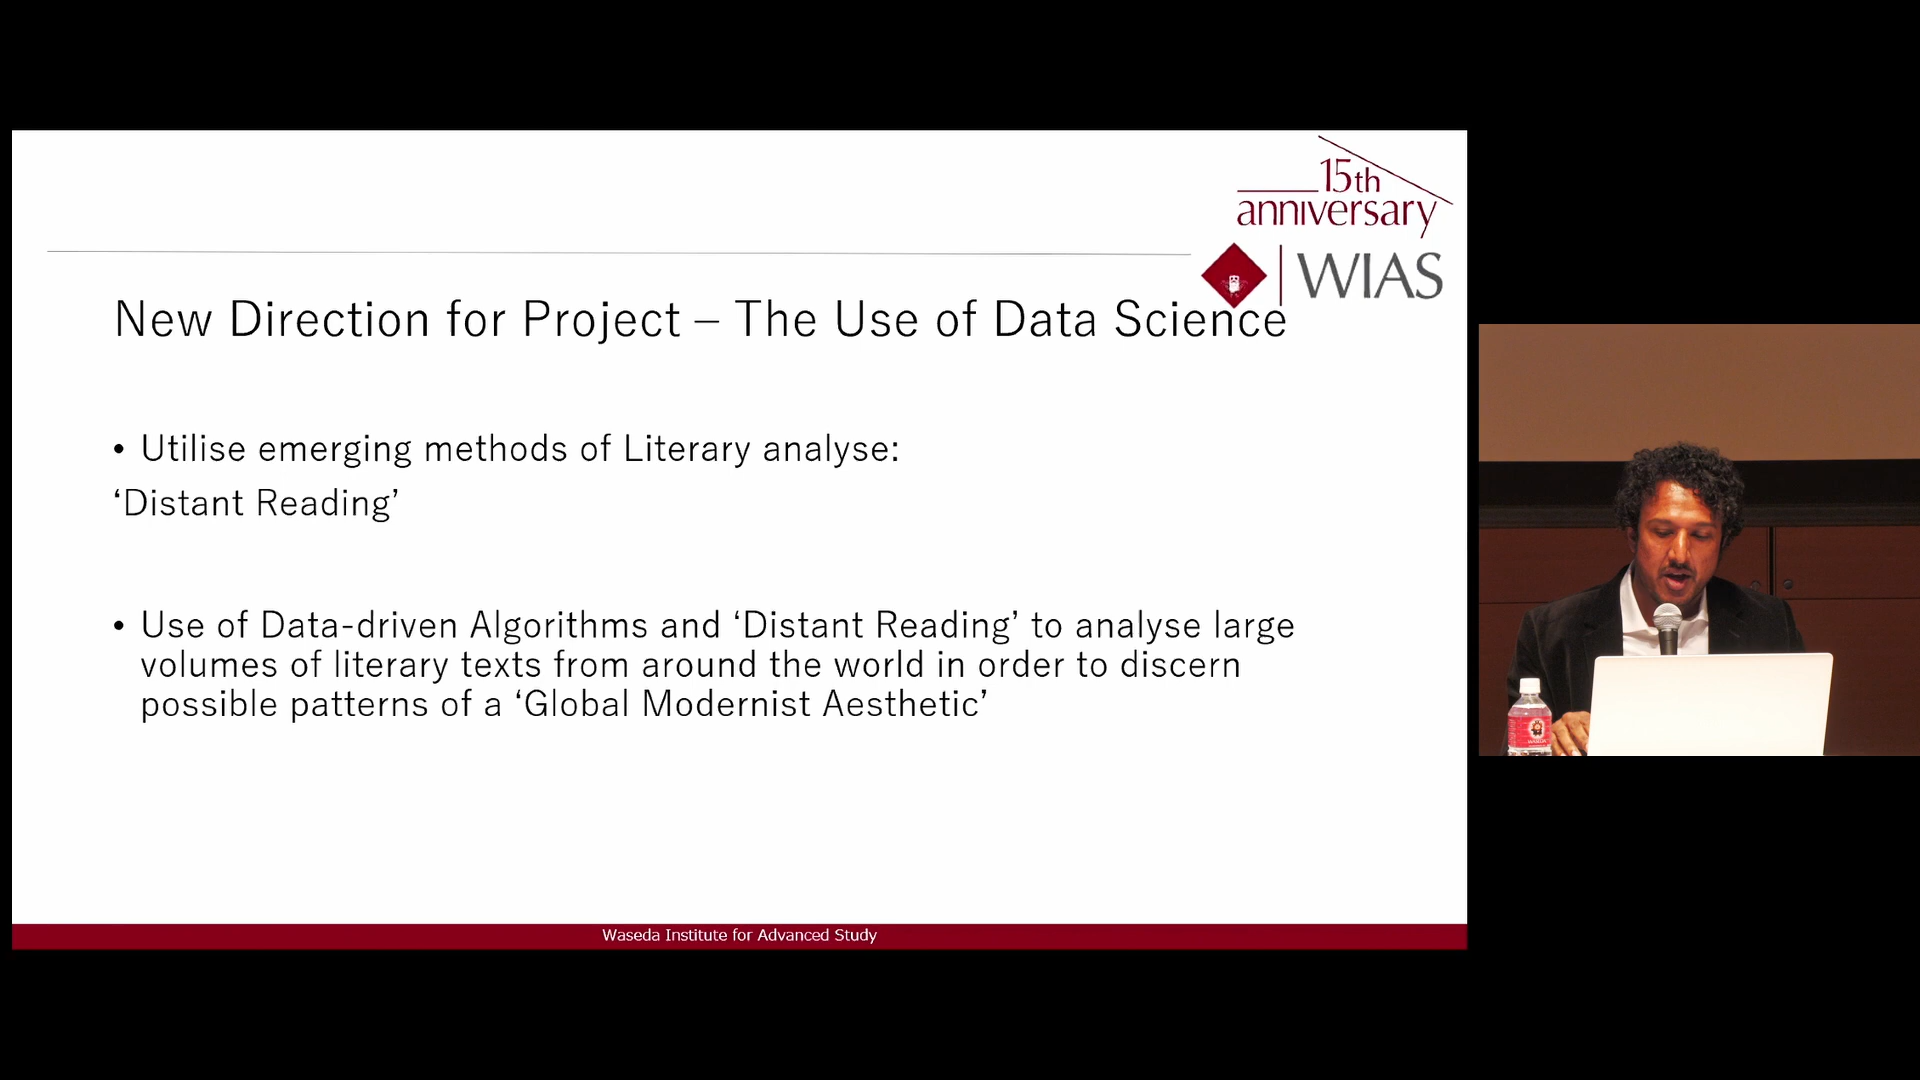 15th
anniversary
WIAS
New Direction for Project – The Use of Data Science
• Utilise emerging methods of Literary analyse:
‘Distant Reading’
• Use of Data-driven Algorithms and ‘Distant Reading’ to analyse large
volumes of literary texts from around the world in order to discern
possible patterns of a ‘Global Modernist Aesthetic’
Waseda Institute for Advanced Study